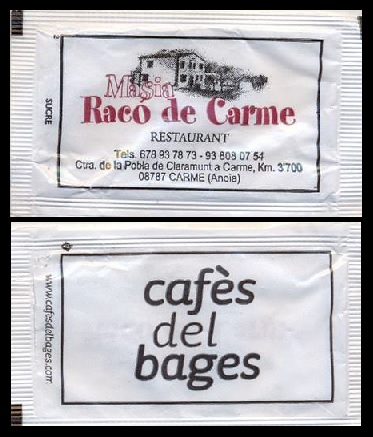 SUCRE
Masia
Racó de Carme
RESTAURANT
Tels. 678 93 78 73 - 93 808 07 54
Ctra. de la Pobla de Claramunt a Carme, Km. 3'700
08787 CARME (Anoia)
www.cafesdelbages.com
cafès
del
bages